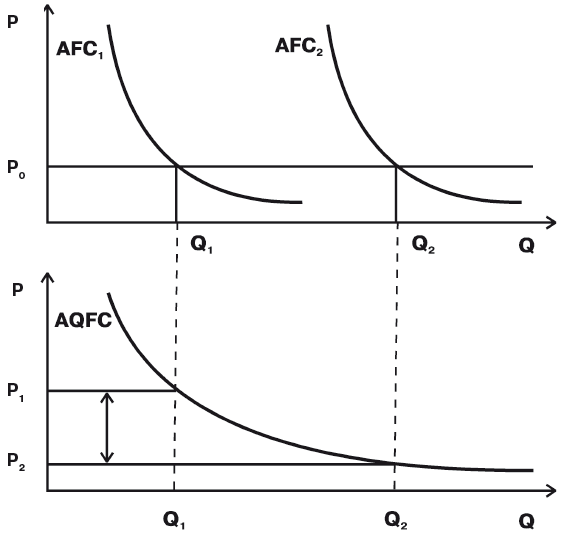 P
AFC₁
AFC₂
P₀
Q₁
Q₂
Q
P
AQFC
P₁
P₂
Q₁
Q₂
Q